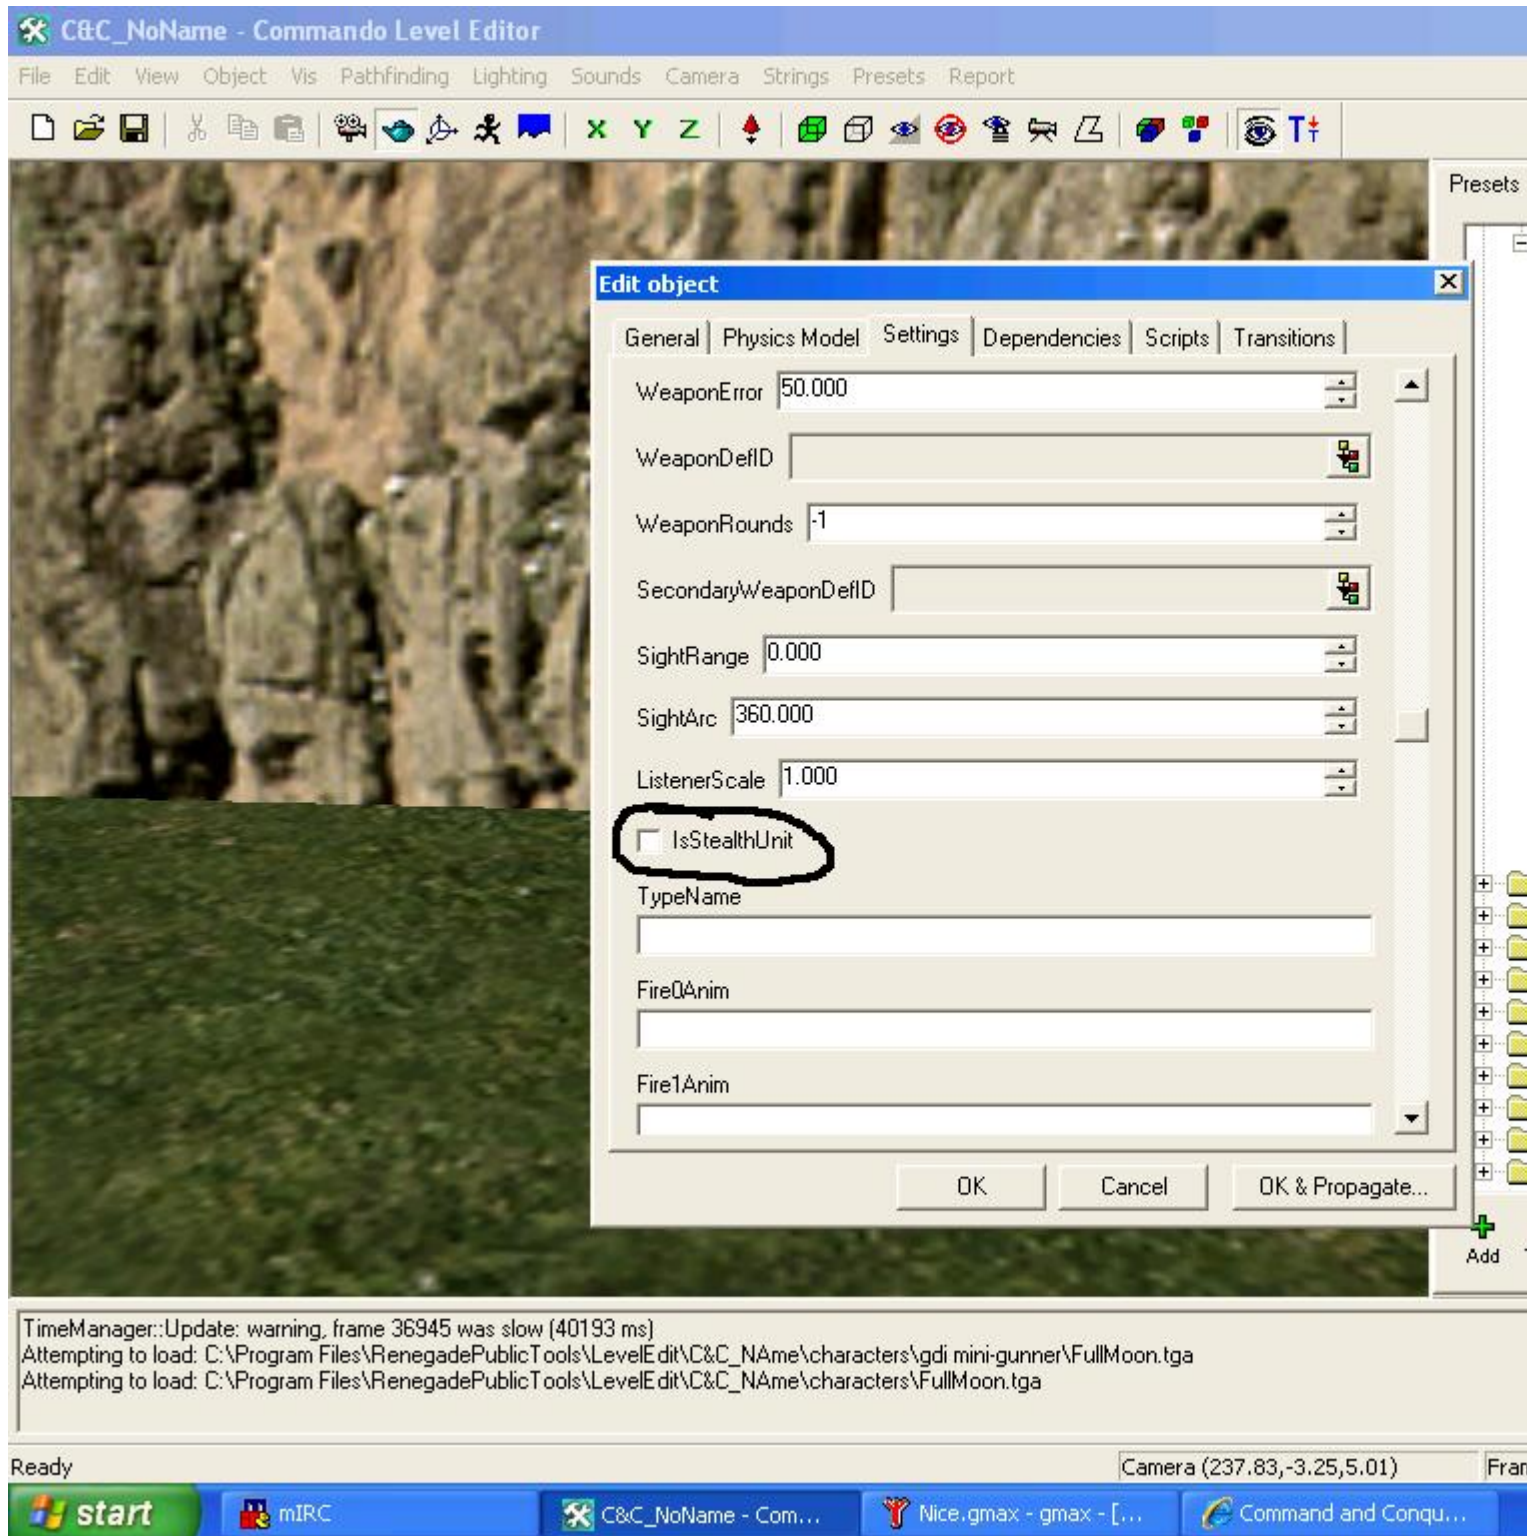 C&C_NoName - Commando Level Editor
File Edit View Object Vis Pathfinding Lighting Sounds Camera Strings Presets Report
X Y Z T
Presets
Edit object
General Physics Model Settings Dependencies Scripts Transitions
WeaponError 50.000
WeaponDefID
WeaponRounds -1
SecondaryWeaponDefID
SightRange 0.000
SightArc 360.000
ListenerScale 1.000
IsStealthUnit
TypeName
Fire0Anim
Fire1Anim
OK Cancel OK & Propagate...
Add
TimeManager::Update: warning, frame 36945 was slow (40193 ms)
Attempting to load: C:\Program Files\RenegadePublicTools\LevelEdit\C&C_NAme\characters\gdi mini-gunner\FullMoon.tga
Attempting to load: C:\Program Files\RenegadePublicTools\LevelEdit\C&C_NAme\characters\FullMoon.tga
Ready Camera (237.83,-3.25,5.01) Fran
start mIRC C&C_NoName - Com... Nice.gmax - gmax - [... Command and Conqu...